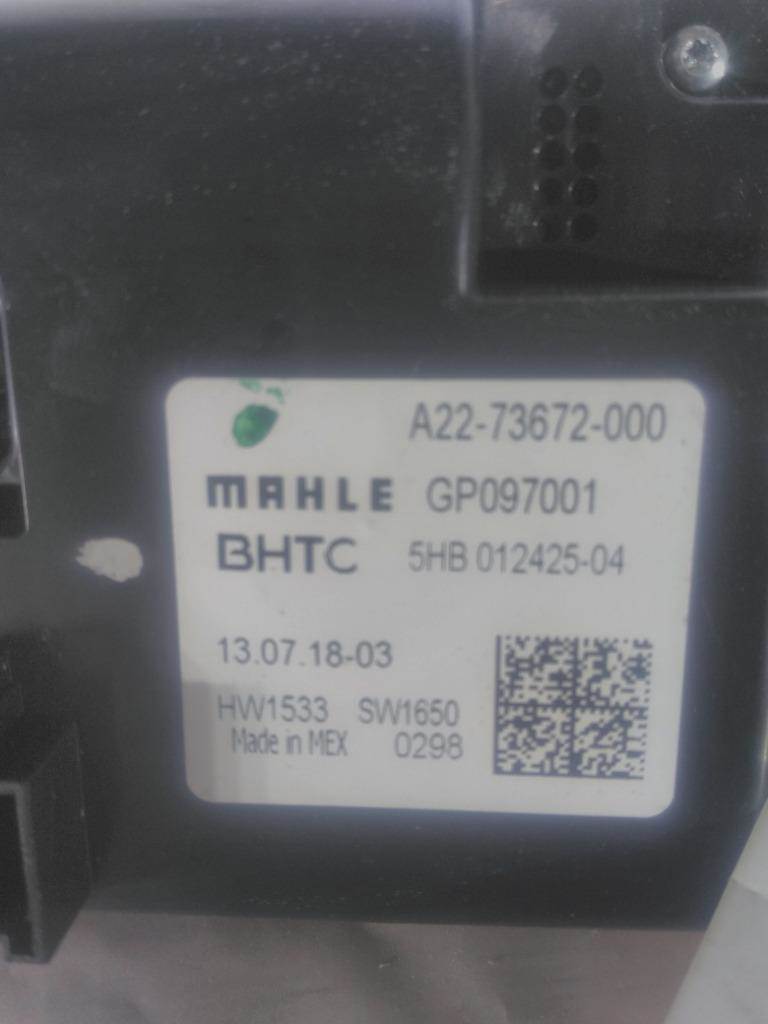 A22-73672-000
MAHLE GP097001
BHTC 5HB 012425-04
13.07.18-03
HW1533 SW1650
Made in MEX 0298